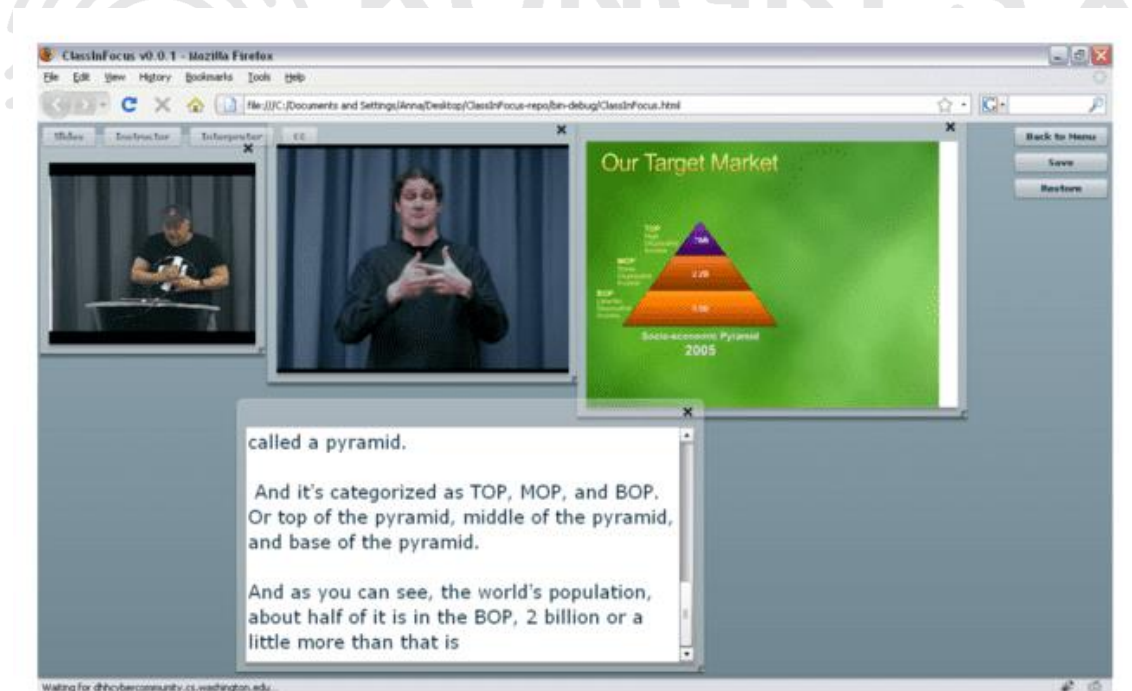 ClassInFocus v0.0.1 - Mozilla Firefox
File Edit View History Bookmarks Tools Help
file:///C:/Documents and Settings/Anna/Desktop/ClassInFocus-repo/bin-debug/ClassInFocus.html
Slides Instructor Interpreter CC
Back to Menu
Save
Restore
Our Target Market
TOP
MOP
BOP
Socio-economic Pyramid
2005
called a pyramid.
And it's categorized as TOP, MOP, and BOP.
Or top of the pyramid, middle of the pyramid,
and base of the pyramid.
And as you can see, the world's population,
about half of it is in the BOP, 2 billion or a
little more than that is
Waiting for dhhcybercommunity.cs.washington.edu...